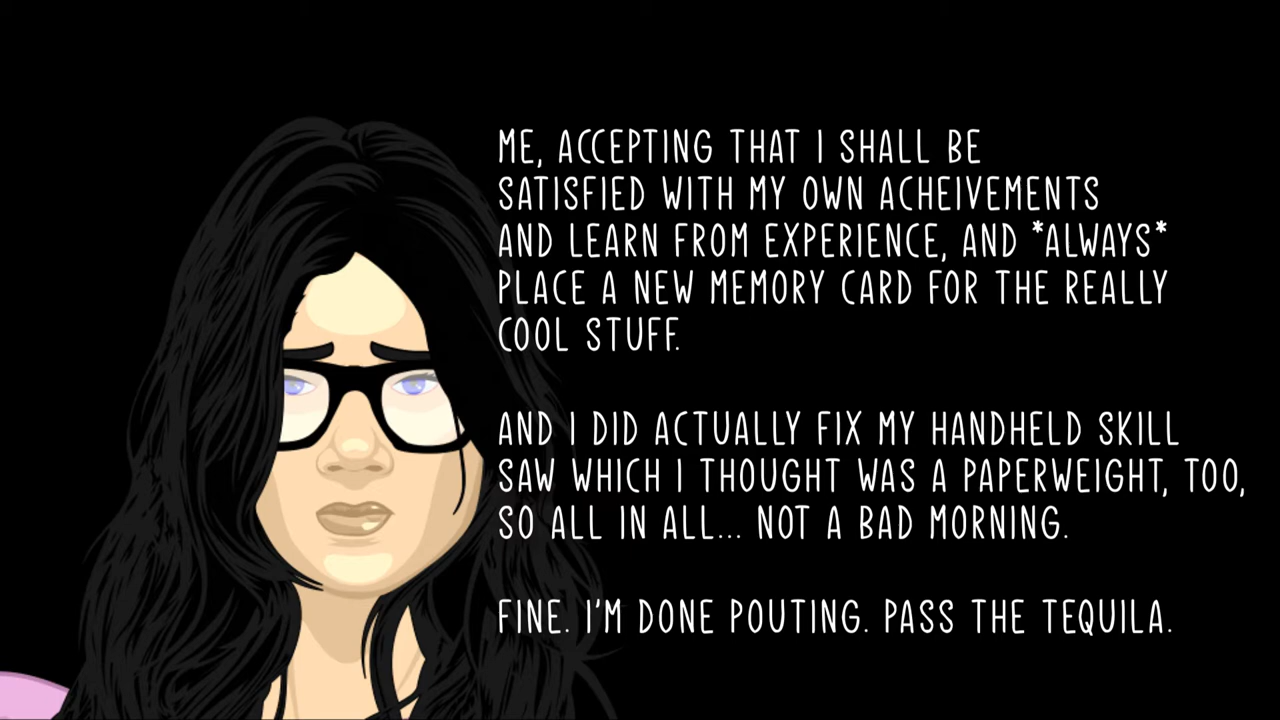 ME, ACCEPTING THAT I SHALL BE
SATISFIED WITH MY OWN ACHEIVEMENTS
AND LEARN FROM EXPERIENCE, AND *ALWAYS*
PLACE A NEW MEMORY CARD FOR THE REALLY
COOL STUFF.
AND I DID ACTUALLY FIX MY HANDHELD SKILL
SAW WHICH I THOUGHT WAS A PAPERWEIGHT, TOO,
SO ALL IN ALL... NOT A BAD MORNING.
FINE. I'M DONE POUTING. PASS THE TEQUILA.